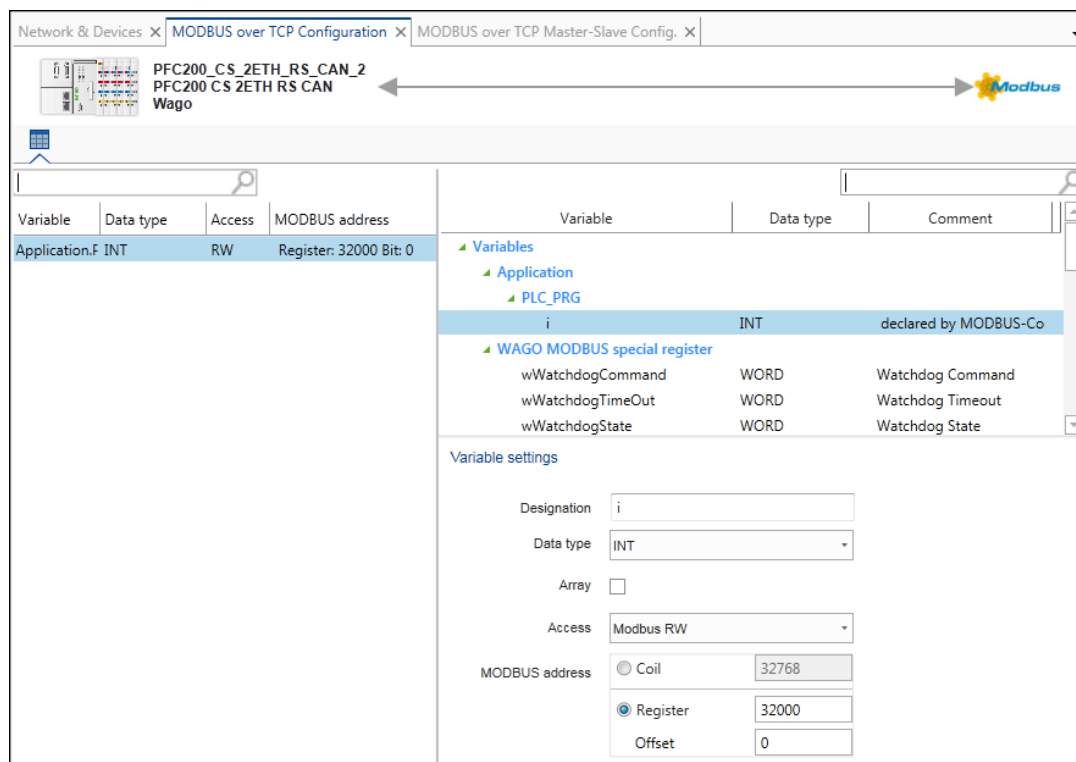 Network & Devices MODBUS over TCP Configuration MODBUS over TCP Master-Slave Config.
PFC200_CS_2ETH_RS_CAN_2
PFC200 CS 2ETH RS CAN
Wago
Modbus
Variable Data type Access MODBUS address
Application.F INT RW Register: 32000 Bit: 0
Variable Data type Comment
Variables
Application
PLC_PRG
i INT declared by MODBUS-Co
WAGO MODBUS special register
wWatchdogCommand WORD Watchdog Command
wWatchdogTimeOut WORD Watchdog Timeout
wWatchdogState WORD Watchdog State
Variable settings
Designation i
Data type INT
Array
Access Modbus RW
MODBUS address Coil 32768
Register 32000
Offset 0